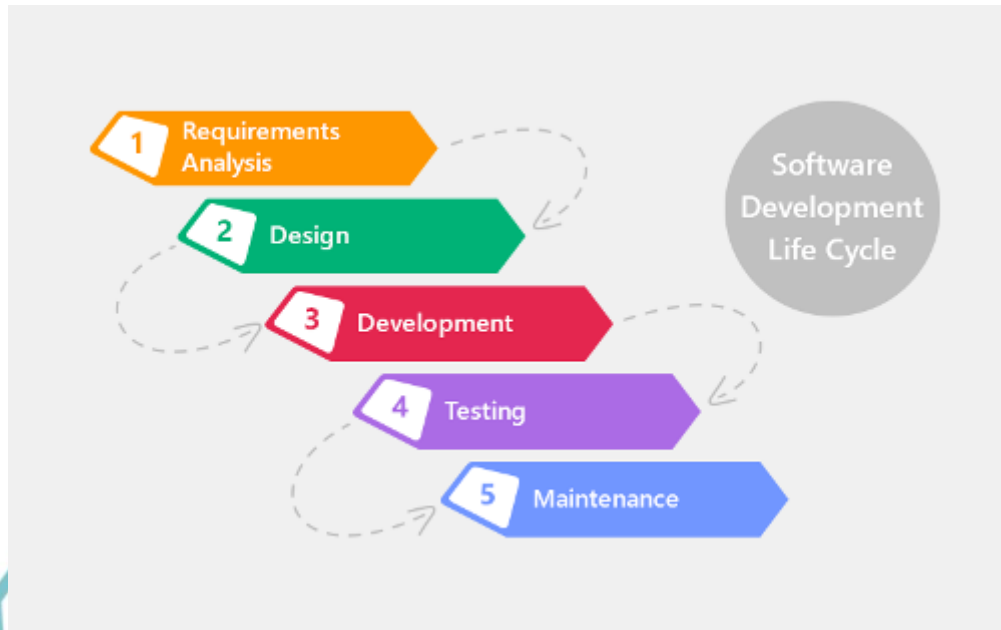 1
Requirements
Analysis
2
Design
3
Development
4
Testing
5
Maintenance
Software
Development
Life Cycle